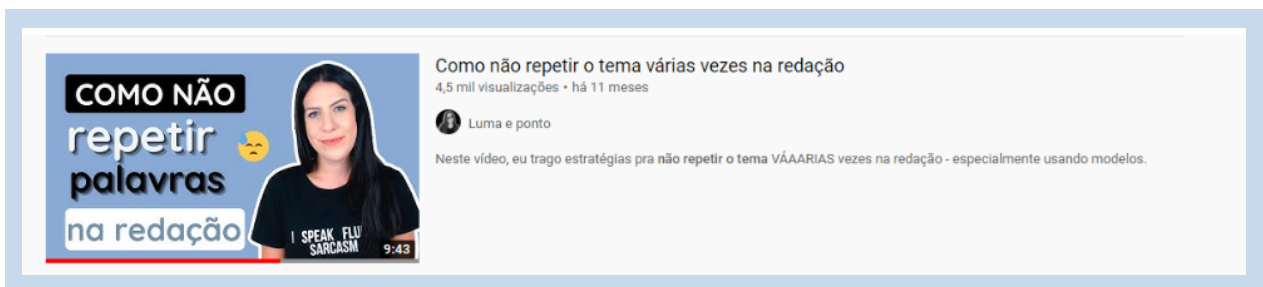 COMO NÃO
repetir
palavras
na redação
I SPEAK FLU
SARCASM
9:43
Como não repetir o tema várias vezes na redação
4,5 mil visualizações • há 11 meses
Luma e ponto
Neste vídeo, eu trago estratégias pra não repetir o tema VÁAARIAS vezes na redação - especialmente usando modelos.